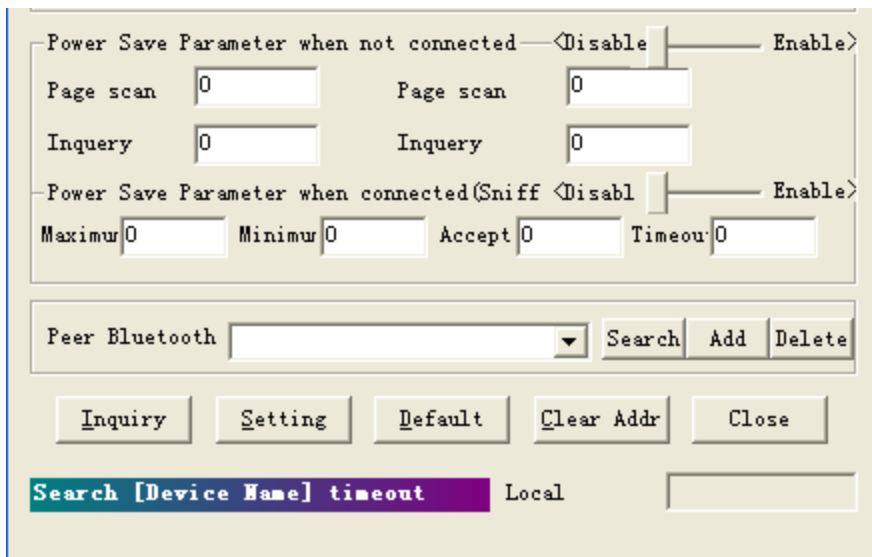 Power Save Parameter when not connected <Disable Enable>
Page scan 0 Page scan 0
Inquery 0 Inquery 0
Power Save Parameter when connected(Sniff <Disabl Enable>
Maximur 0 Minimur 0 Accept 0 Timeou 0
Peer Bluetooth Search Add Delete
Inquiry Setting Default Clear Addr Close
Search [Device Name] timeout Local